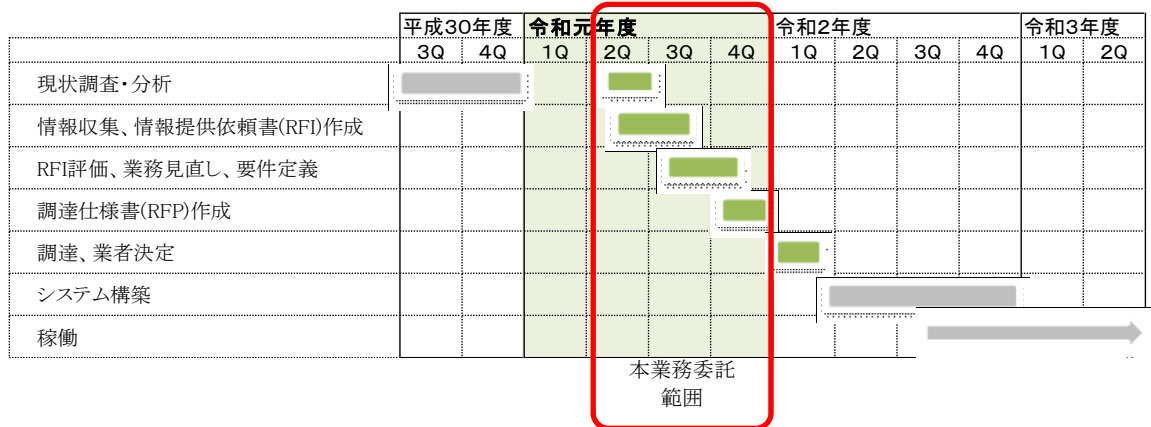 平成30年度 令和元年度 令和2年度 令和3年度
3Q 4Q 1Q 2Q 3Q 4Q 1Q 2Q 3Q 4Q 1Q 2Q
現状調査・分析
情報収集、情報提供依頼書(RFI)作成
RFI評価、業務見直し、要件定義
調達仕様書(RFP)作成
調達、業者決定
システム構築
稼働
本業務委託
範囲